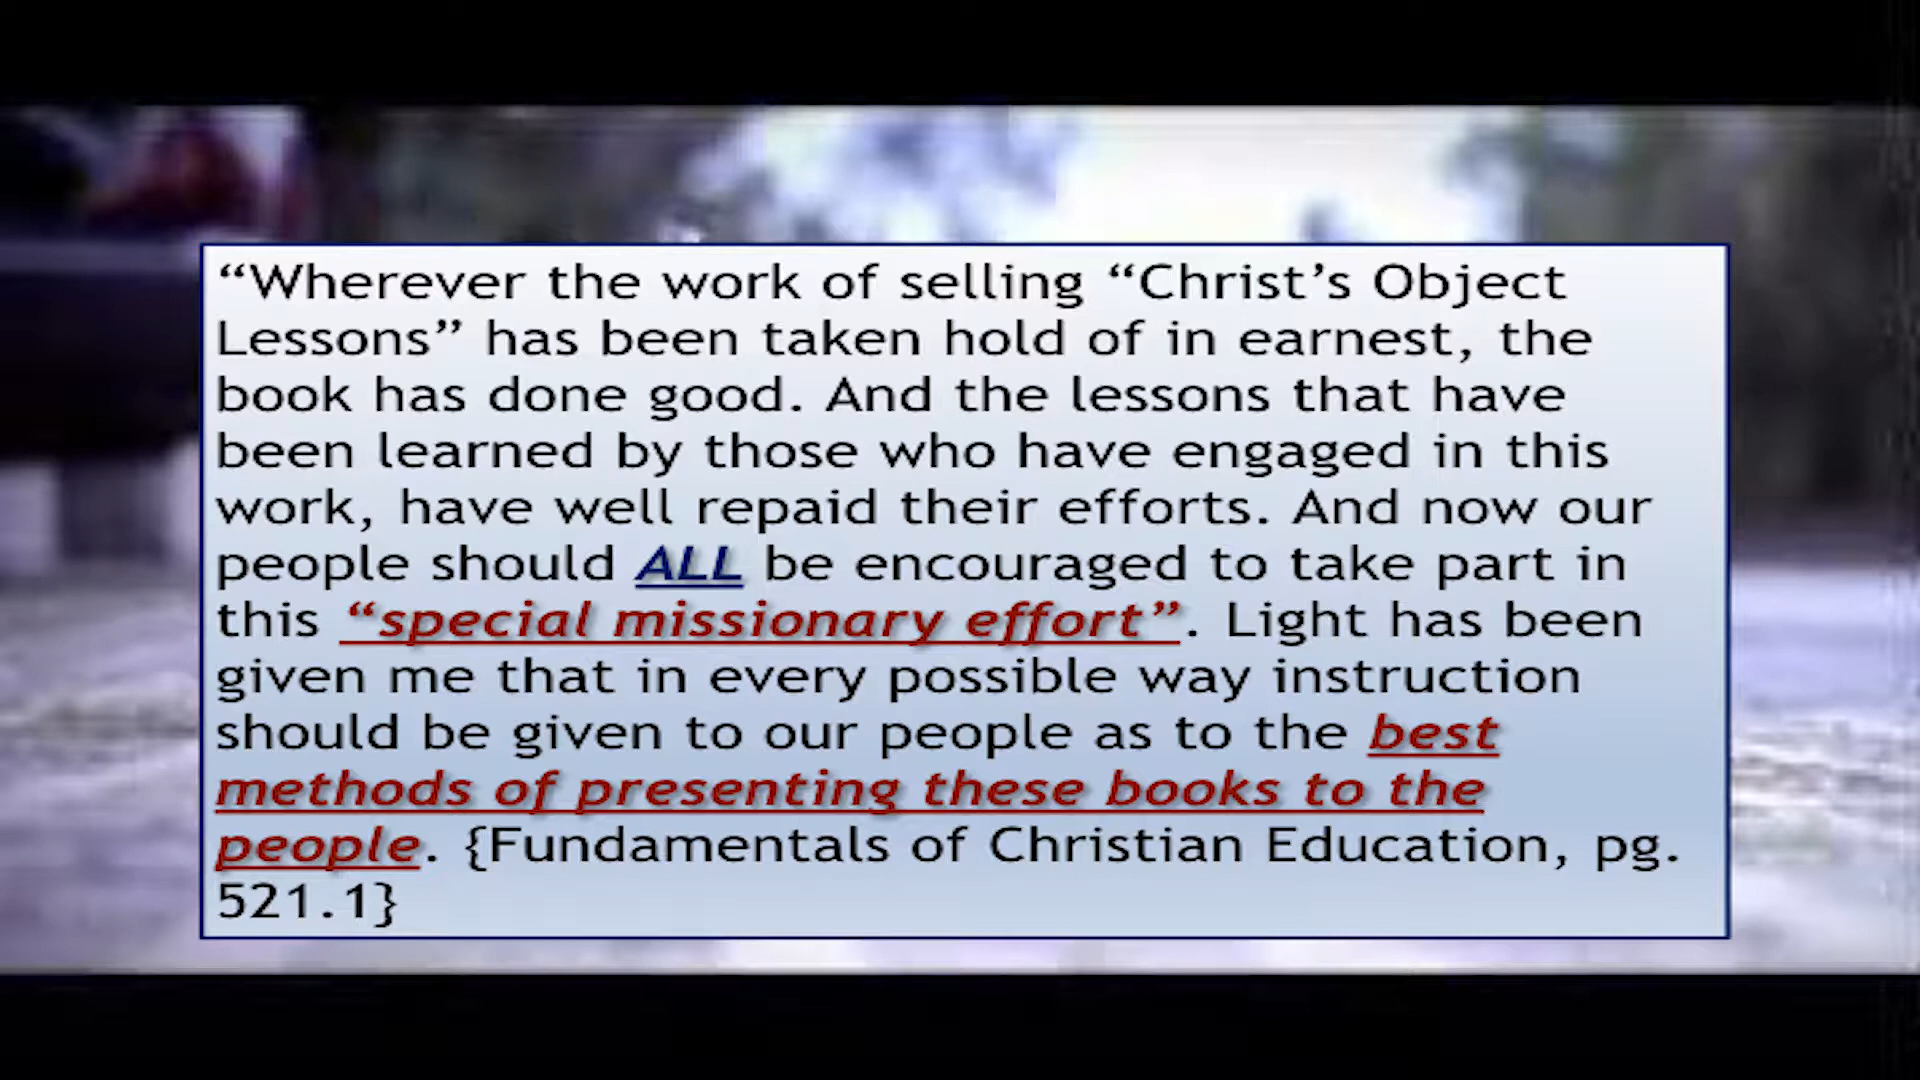 “Wherever the work of selling “Christ’s Object
Lessons” has been taken hold of in earnest, the
book has done good. And the lessons that have
been learned by those who have engaged in this
work, have well repaid their efforts. And now our
people should ALL be encouraged to take part in
this “special missionary effort”. Light has been
given me that in every possible way instruction
should be given to our people as to the best
methods of presenting these books to the
people. {Fundamentals of Christian Education, pg.
521.1}